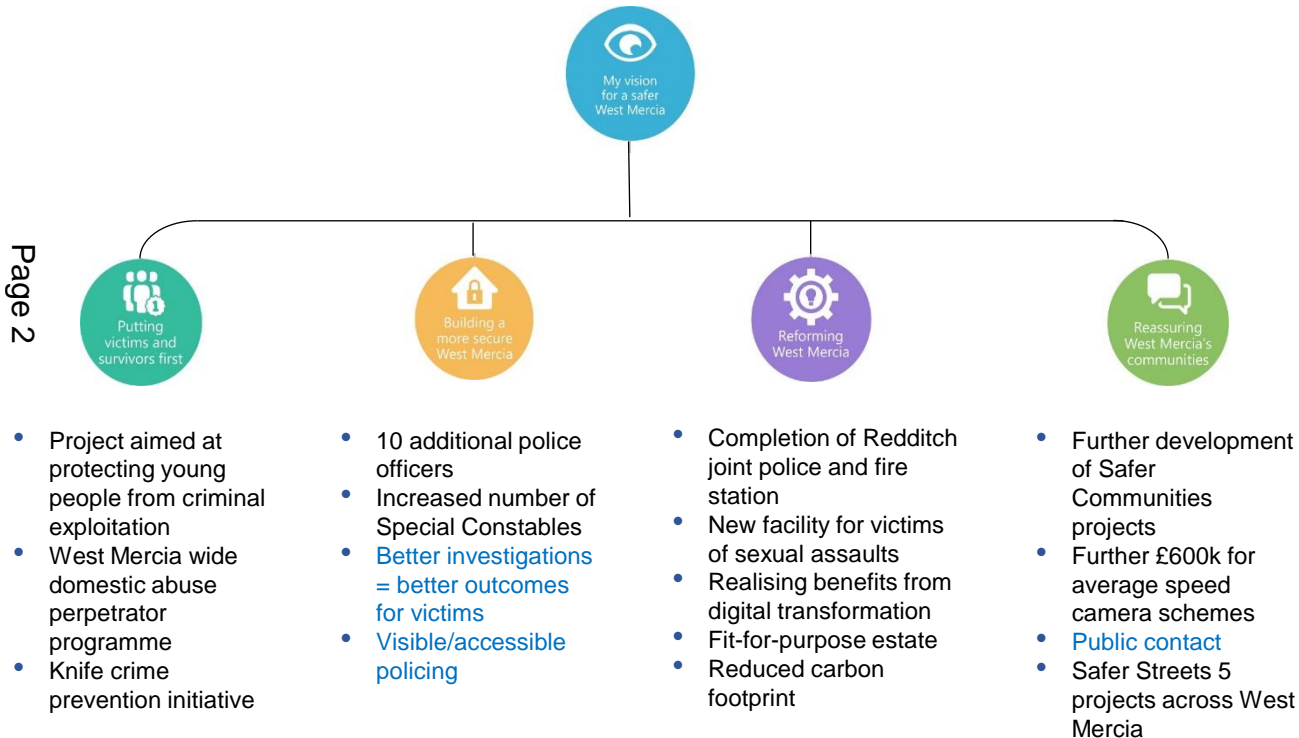 My vision
for a safer
West Mercia
Page 2
1
Putting
victims and
survivors first
Building a
more secure
West Mercia
Reforming
West Mercia
Reassuring
West Mercia's
communities
• Project aimed at
protecting young
people from criminal
exploitation
• West Mercia wide
domestic abuse
perpetrator
programme
• Knife crime
prevention initiative
• 10 additional police
officers
• Increased number of
Special Constables
• Better investigations
= better outcomes
for victims
• Visible/accessible
policing
• Completion of Redditch
joint police and fire
station
• New facility for victims
of sexual assaults
• Realising benefits from
digital transformation
• Fit-for-purpose estate
• Reduced carbon
footprint
• Further development
of Safer
Communities
projects
• Further £600k for
average speed
camera schemes
• Public contact
• Safer Streets 5
projects across West
Mercia